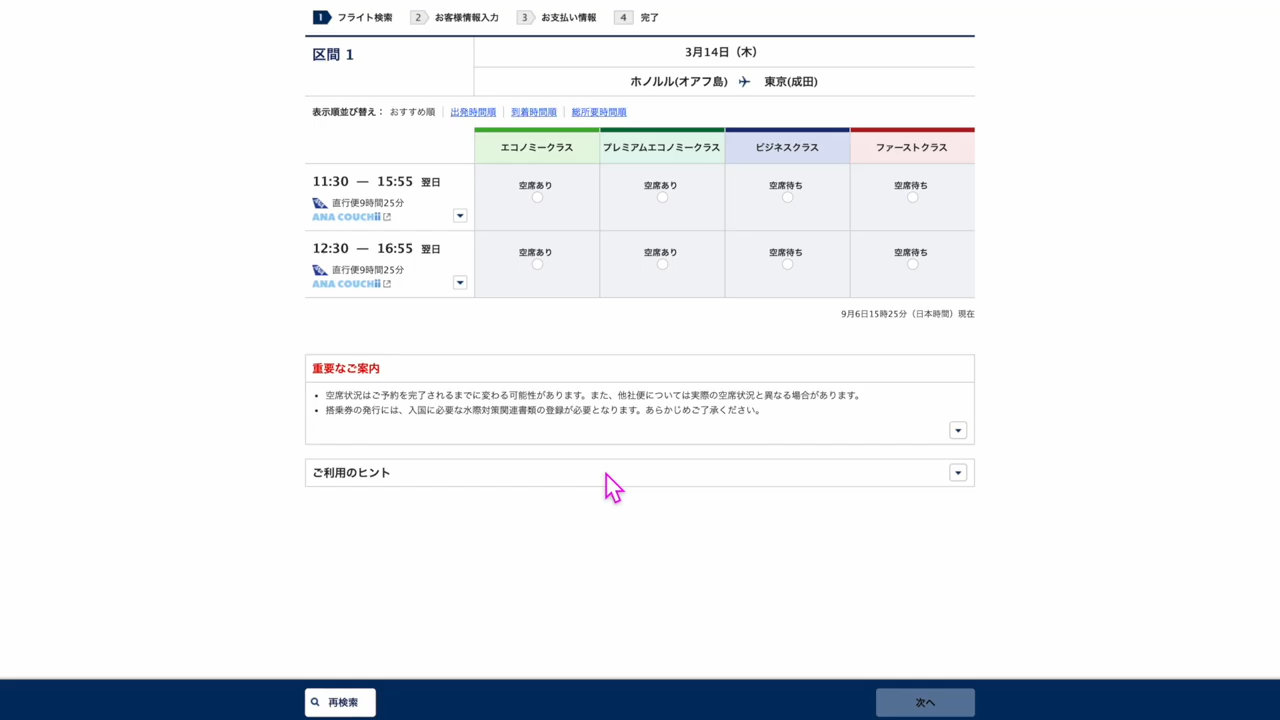 1 フライト検索 2 お客様情報入力 3 お支払い情報 4 完了
区間 1
3月14日（木）
ホノルル(オアフ島) 東京(成田)
表示順並び替え： おすすめ順 出発時間順 到着時間順 総所要時間順
エコノミークラス プレミアムエコノミークラス ビジネスクラス ファーストクラス
11:30 — 15:55 翌日
直行便9時間25分
ANA COUCHii
空席あり 空席あり 空席待ち 空席待ち
12:30 — 16:55 翌日
直行便9時間25分
ANA COUCHii
空席あり 空席あり 空席待ち 空席待ち
9月6日15時25分（日本時間）現在
重要なご案内
• 空席状況はご予約を完了されるまでに変わる可能性があります。また、他社便については実際の空席状況と異なる場合があります。
• 搭乗券の発行には、入国に必要な水際対策関連書類の登録が必要となります。あらかじめご了承ください。
ご利用のヒント
再検索 次へ